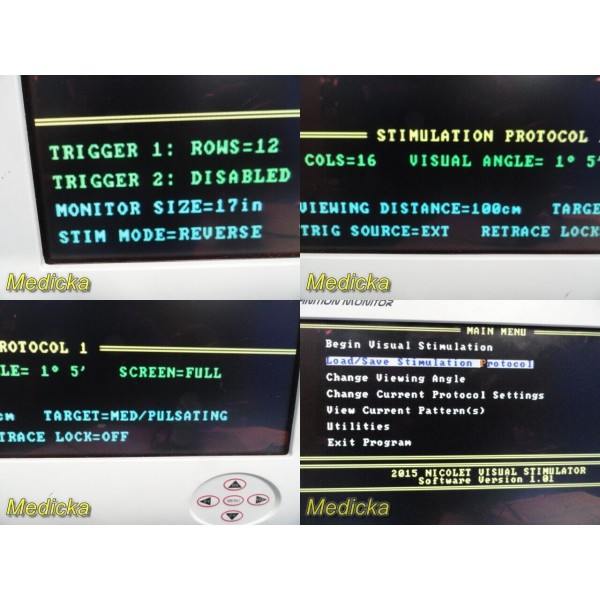 TRIGGER 1: ROWS=12
TRIGGER 2: DISABLED
MONITOR SIZE=17in
STIM MODE=REVERSE
Medicka
STIMULATION PROTOCOL
COLS=16 VISUAL ANGLE= 1° 5'
VIEWING DISTANCE=100cm TARGE
TRIG SOURCE=EXT RETRACE LOCK
Medicka
ROTOCOL 1
LE= 1° 5' SCREEN=FULL
cm TARGET=MED/PULSATING
TRACE LOCK=OFF
MENU
Medicka
INITION MONITOR
MAIN MENU
Begin Visual Stimulation
Load/Save Stimulation Protocol
Change Viewing Angle
Change Current Protocol Settings
View Current Pattern(s)
Utilities
Exit Program
2015 NICOLET VISUAL STIMULATOR
Software Version 1.01
Medicka